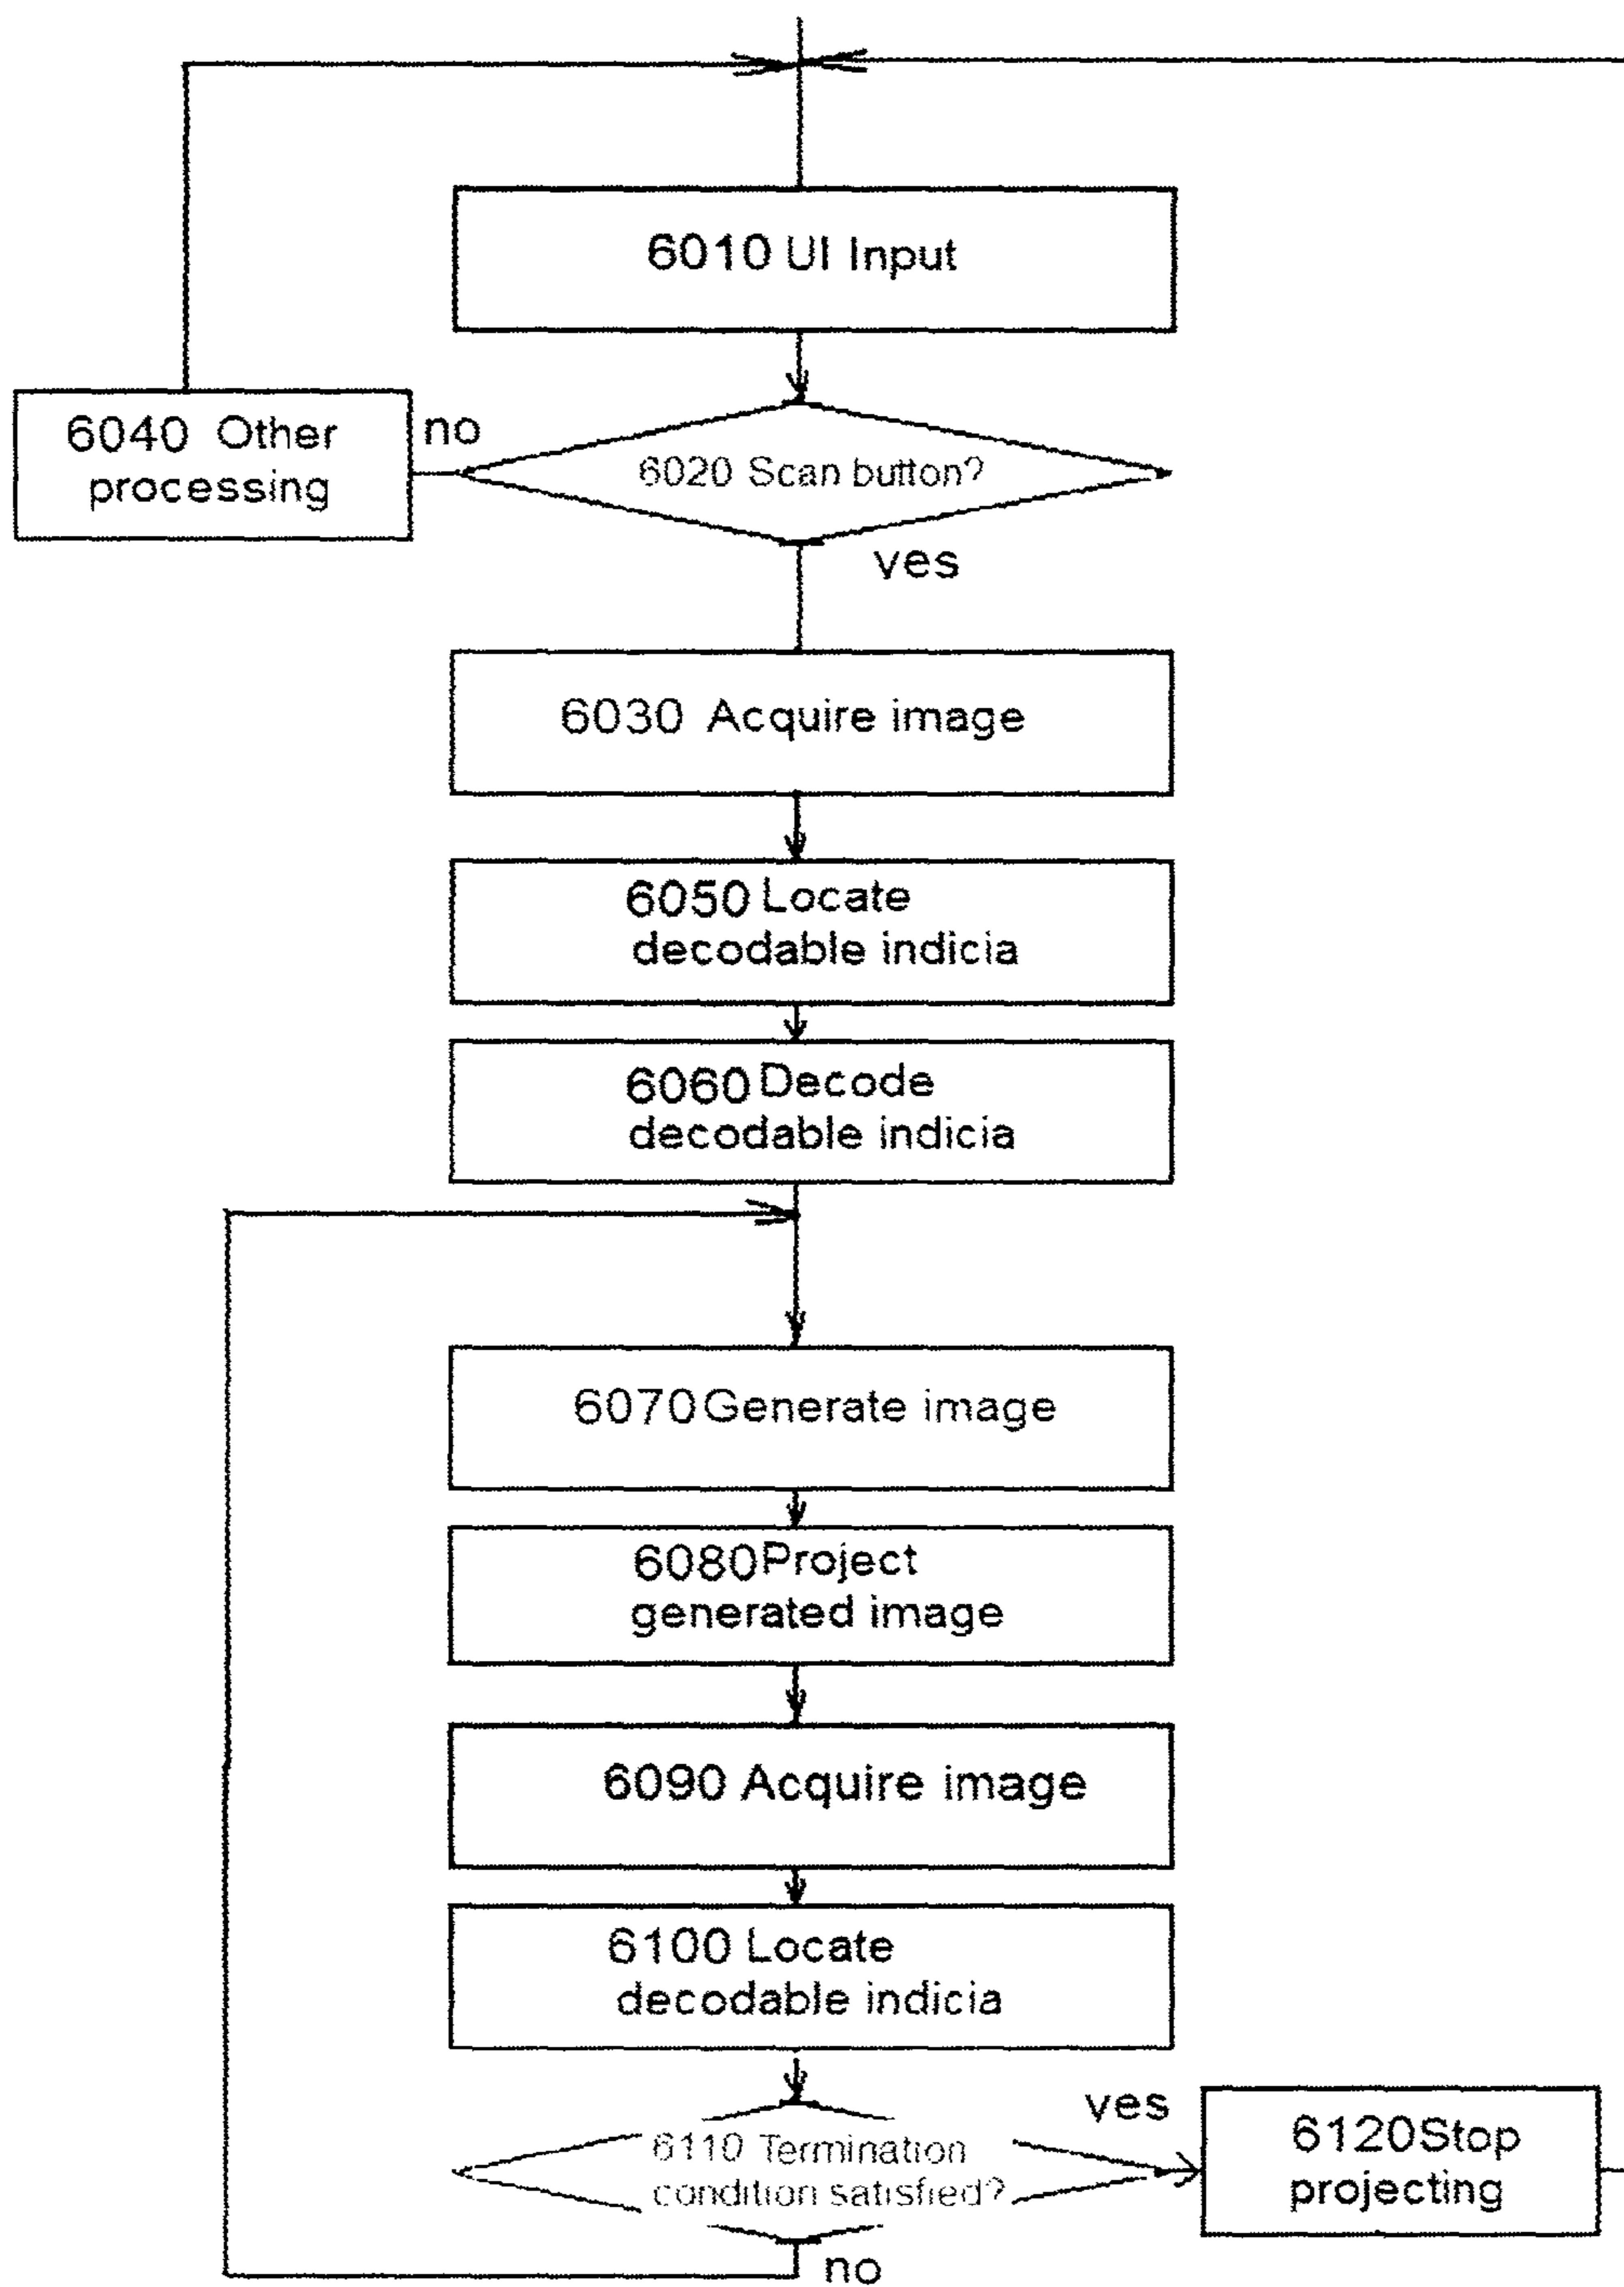 6010 UI Input
6040 Other
processing
no
6020 Scan button?
yes
6030 Acquire image
6050 Locate
decodable indicia
6060 Decode
decodable indicia
6070 Generate image
6080 Project
generated image
6090 Acquire image
6100 Locate
decodable indicia
6110 Termination
condition satisfied?
yes
6120 Stop
projecting
no